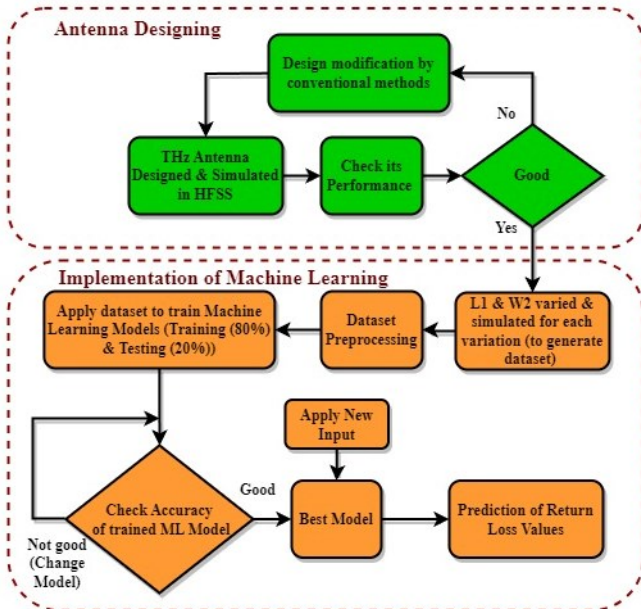 Antenna Designing
Design modification by
conventional methods
No
THz Antenna
Designed & Simulated
in HFSS
Check its
Performance
Good
Yes
Implementation of Machine Learning
Apply dataset to train Machine
Learning Models (Training (80%)
& Testing (20%))
Dataset
Preprocessing
L1 & W2 varied &
simulated for each
variation (to generate
dataset)
Apply New
Input
Check Accuracy
of trained ML Model
Good
Best Model
Prediction of Return
Loss Values
Not good
(Change
Model)